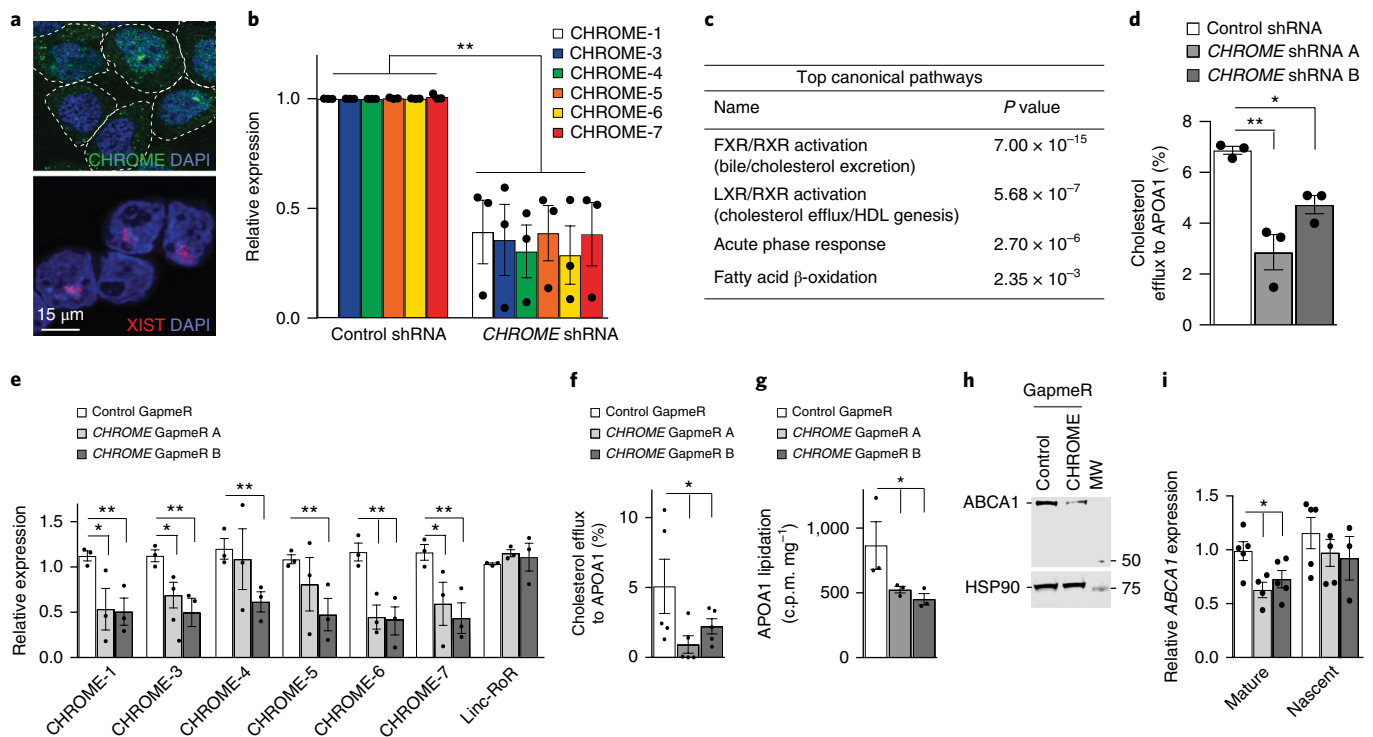 a
CHROME DAPI
15 μm
XIST DAPI
b
CHROME-1
CHROME-3
CHROME-4
CHROME-5
CHROME-6
CHROME-7
**
1.0
0.5
0.0
Relative expression
Control shRNA
CHROME shRNA
c
Top canonical pathways
Name P value
FXR/RXR activation
(bile/cholesterol excretion)
7.00 × 10⁻¹⁵
LXR/RXR activation
(cholesterol efflux/HDL genesis)
5.68 × 10⁻⁷
Acute phase response 2.70 × 10⁻⁶
Fatty acid β-oxidation 2.35 × 10⁻³
d
Control shRNA
CHROME shRNA A
CHROME shRNA B
*
**
8
6
4
2
0
Cholesterol
efflux to APOA1 (%)
e
Control GapmeR
CHROME GapmeR A
CHROME GapmeR B
** ** ** ** ** **
* * *
1.5
1.0
0.5
0.0
Relative expression
CHROME-1
CHROME-3
CHROME-4
CHROME-5
CHROME-6
CHROME-7
Linc-RoR
f
Control GapmeR
CHROME GapmeR A
CHROME GapmeR B
*
10
5
0
Cholesterol efflux
to APOA1 (%)
g
Control GapmeR
CHROME GapmeR A
CHROME GapmeR B
*
1,000
500
0
APOA1 lipidation
(c.p.m. mg⁻¹)
h
GapmeR
Control
CHROME
MW
ABCA1
50
HSP90
75
i
*
1.5
1.0
0.5
0.0
Relative ABCA1 expression
Mature
Nascent